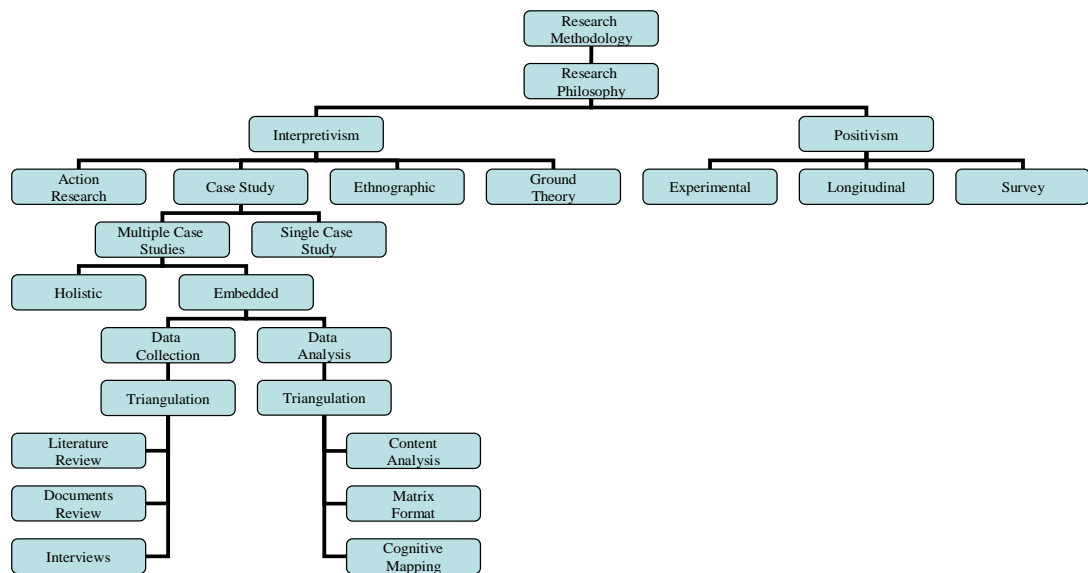 Research
Methodology
Research
Philosophy
Interpretivism
Positivism
Action
Research
Case Study
Ethnographic
Ground
Theory
Experimental
Longitudinal
Survey
Multiple Case
Studies
Single Case
Study
Holistic
Embedded
Data
Collection
Data
Analysis
Triangulation
Triangulation
Literature
Review
Content
Analysis
Documents
Review
Matrix
Format
Interviews
Cognitive
Mapping